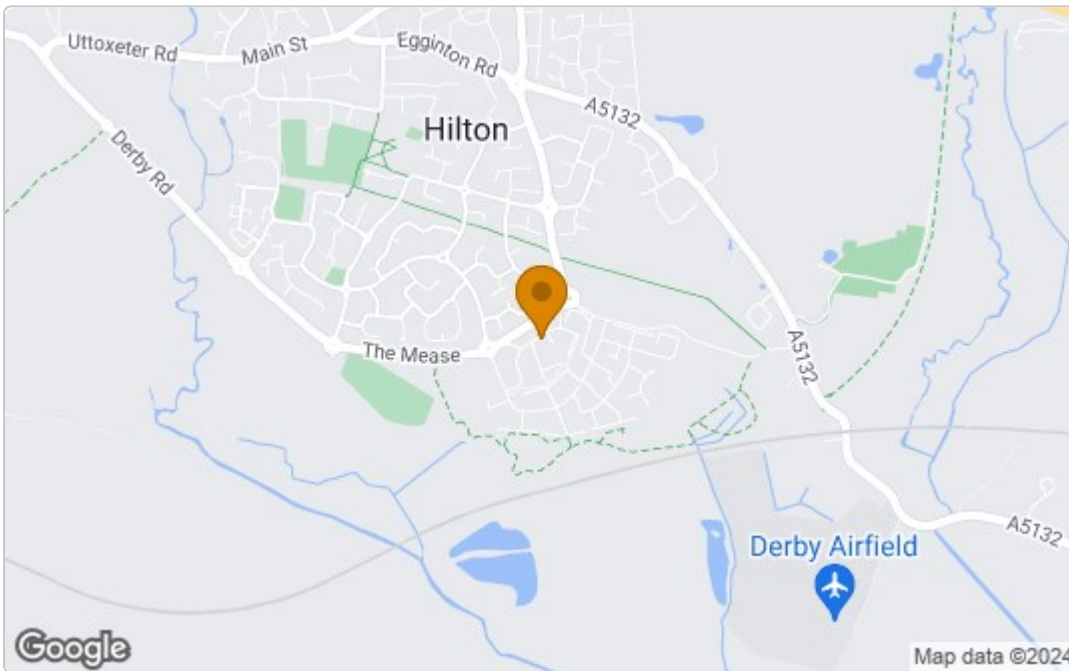 Uttoxeter Rd
Main St
Egginton Rd
A5132
Hilton
Derby Rd
The Mease
A5132
A5132
Derby Airfield
Google
Map data ©2024